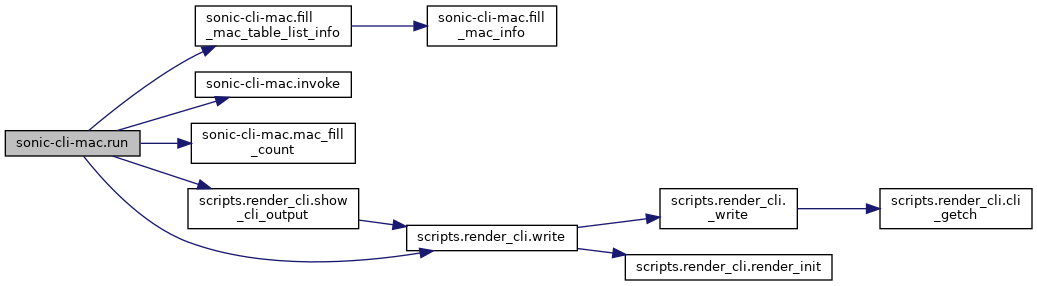 sonic-cli-mac.run
sonic-cli-mac.fill
_mac_table_list_info
sonic-cli-mac.fill
_mac_info
sonic-cli-mac.invoke
sonic-cli-mac.mac_fill
_count
scripts.render_cli.show
_cli_output
scripts.render_cli.write
scripts.render_cli.
_write
scripts.render_cli.cli
_getch
scripts.render_cli.render_init